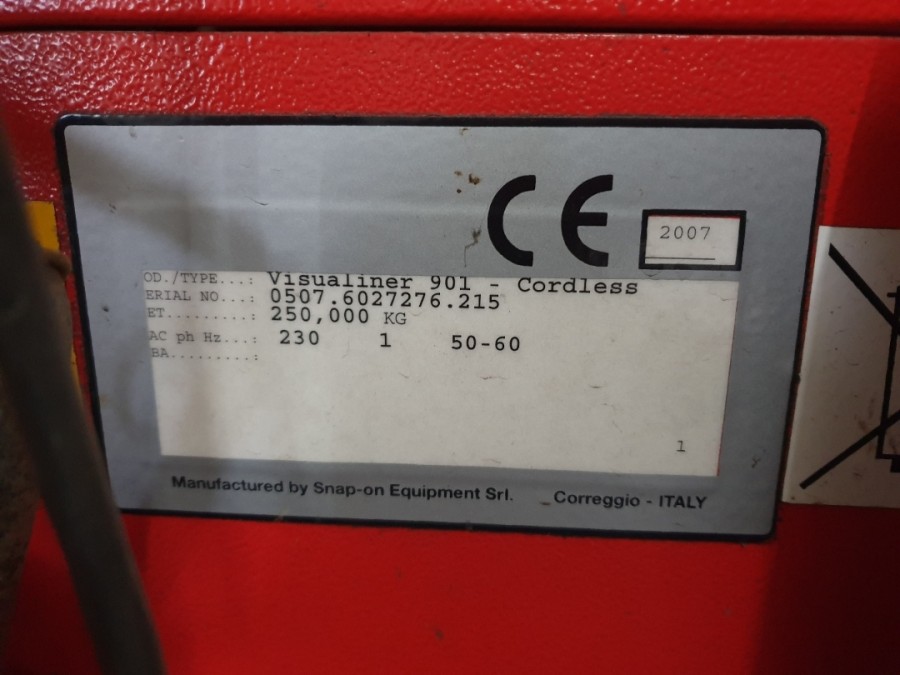 CE
2007
OD./TYPE...: Visualiner 901 - Cordless
ERIAL NO...: 0507.6027276.215
ET.........: 250,000 KG
AC ph Hz...: 230 1 50-60
BA.........:
1
Manufactured by Snap-on Equipment Srl. _Correggio - ITALY